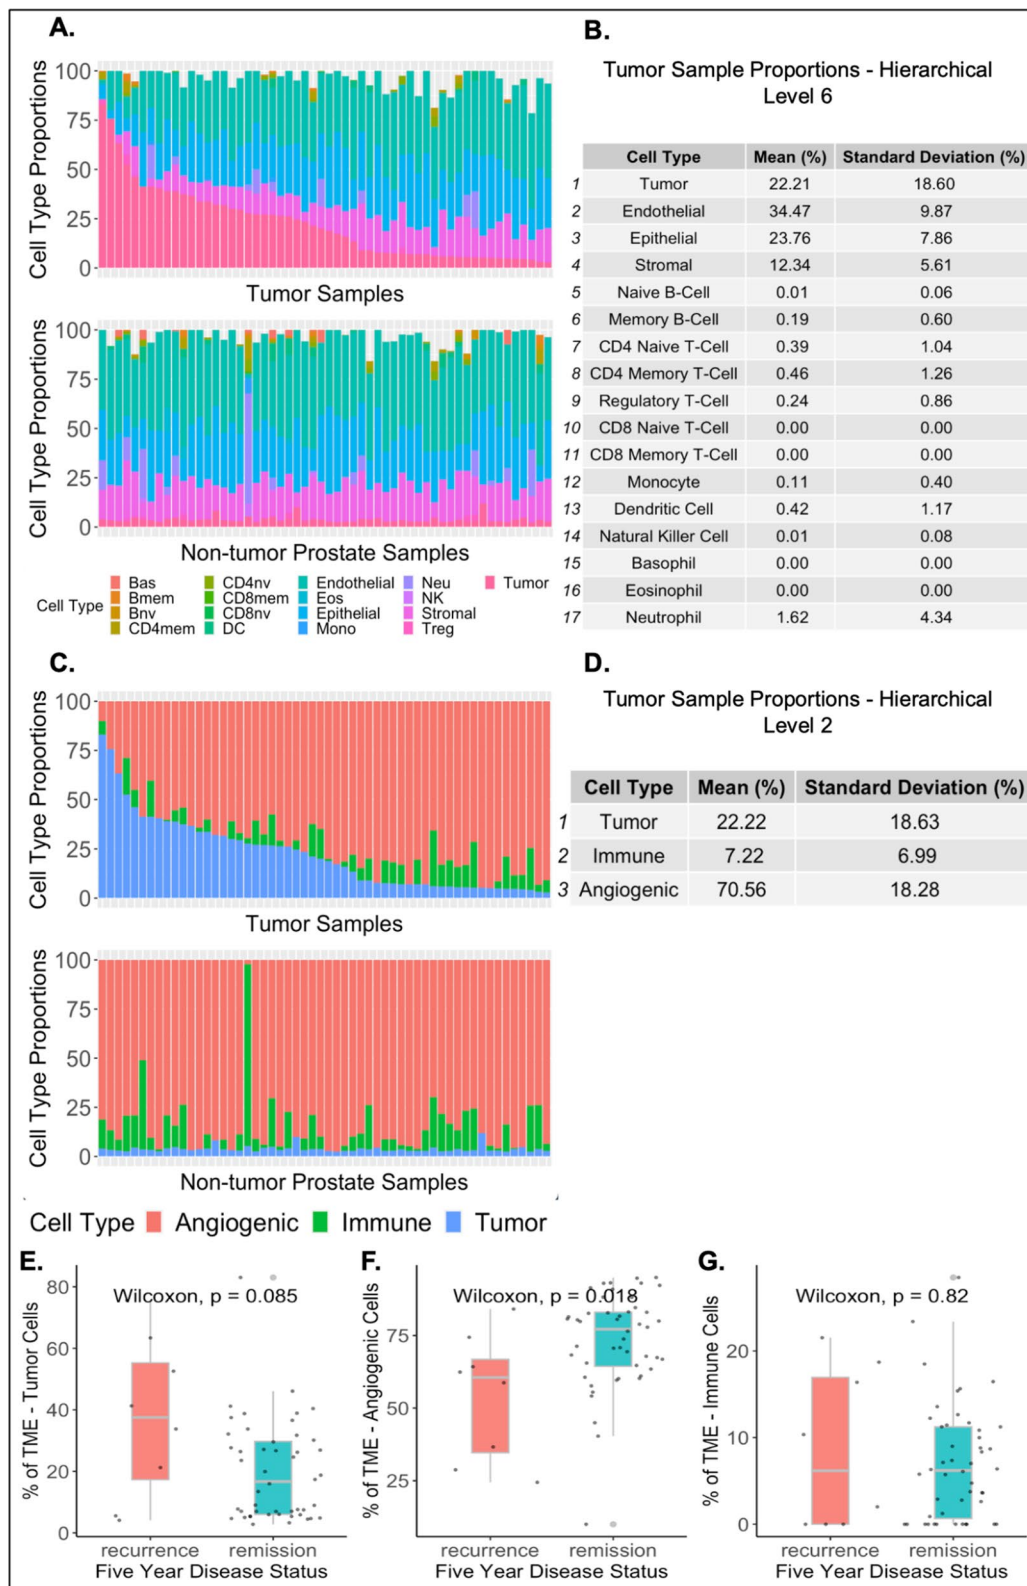 A.
100
75
50
25
0
Cell Type Proportions
Tumor Samples
100
75
50
25
0
Cell Type Proportions
Non-tumor Prostate Samples
Cell Type
Bas CD4nv Endothelial Neu Tumor
Bmem CD8mem Eos NK
Bnv CD8nv Epithelial Stromal
CD4mem DC Mono Treg
B.
Tumor Sample Proportions - Hierarchical
Level 6
Cell Type Mean (%) Standard Deviation (%)
1 Tumor 22.21 18.60
2 Endothelial 34.47 9.87
3 Epithelial 23.76 7.86
4 Stromal 12.34 5.61
5 Naive B-Cell 0.01 0.06
6 Memory B-Cell 0.19 0.60
7 CD4 Naive T-Cell 0.39 1.04
8 CD4 Memory T-Cell 0.46 1.26
9 Regulatory T-Cell 0.24 0.86
10 CD8 Naive T-Cell 0.00 0.00
11 CD8 Memory T-Cell 0.00 0.00
12 Monocyte 0.11 0.40
13 Dendritic Cell 0.42 1.17
14 Natural Killer Cell 0.01 0.08
15 Basophil 0.00 0.00
16 Eosinophil 0.00 0.00
17 Neutrophil 1.62 4.34
C.
100
75
50
25
0
Cell Type Proportions
Tumor Samples
100
75
50
25
0
Cell Type Proportions
Non-tumor Prostate Samples
Cell Type Angiogenic Immune Tumor
D.
Tumor Sample Proportions - Hierarchical
Level 2
Cell Type Mean (%) Standard Deviation (%)
1 Tumor 22.22 18.63
2 Immune 7.22 6.99
3 Angiogenic 70.56 18.28
E.
Wilcoxon, p = 0.085
80
60
40
20
0
% of TME - Tumor Cells
recurrence remission
Five Year Disease Status
F.
Wilcoxon, p = 0.018
75
50
25
% of TME - Angiogenic Cells
recurrence remission
Five Year Disease Status
G.
Wilcoxon, p = 0.82
20
10
0
% of TME - Immune Cells
recurrence remission
Five Year Disease Status